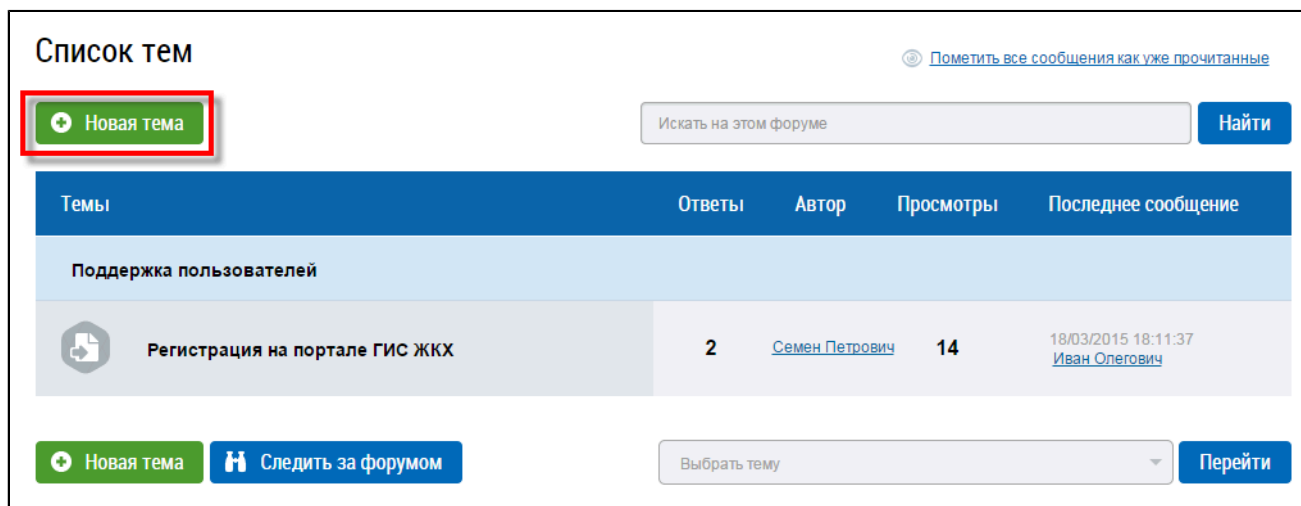 Список тем
Пометить все сообщения как уже прочитанные
Новая тема
Искать на этом форуме
Найти
Темы Ответы Автор Просмотры Последнее сообщение
Поддержка пользователей
Регистрация на портале ГИС ЖКХ 2 Семен Петрович 14 18/03/2015 18:11:37
Иван Олегович
Новая тема Следить за форумом Выбрать тему Перейти